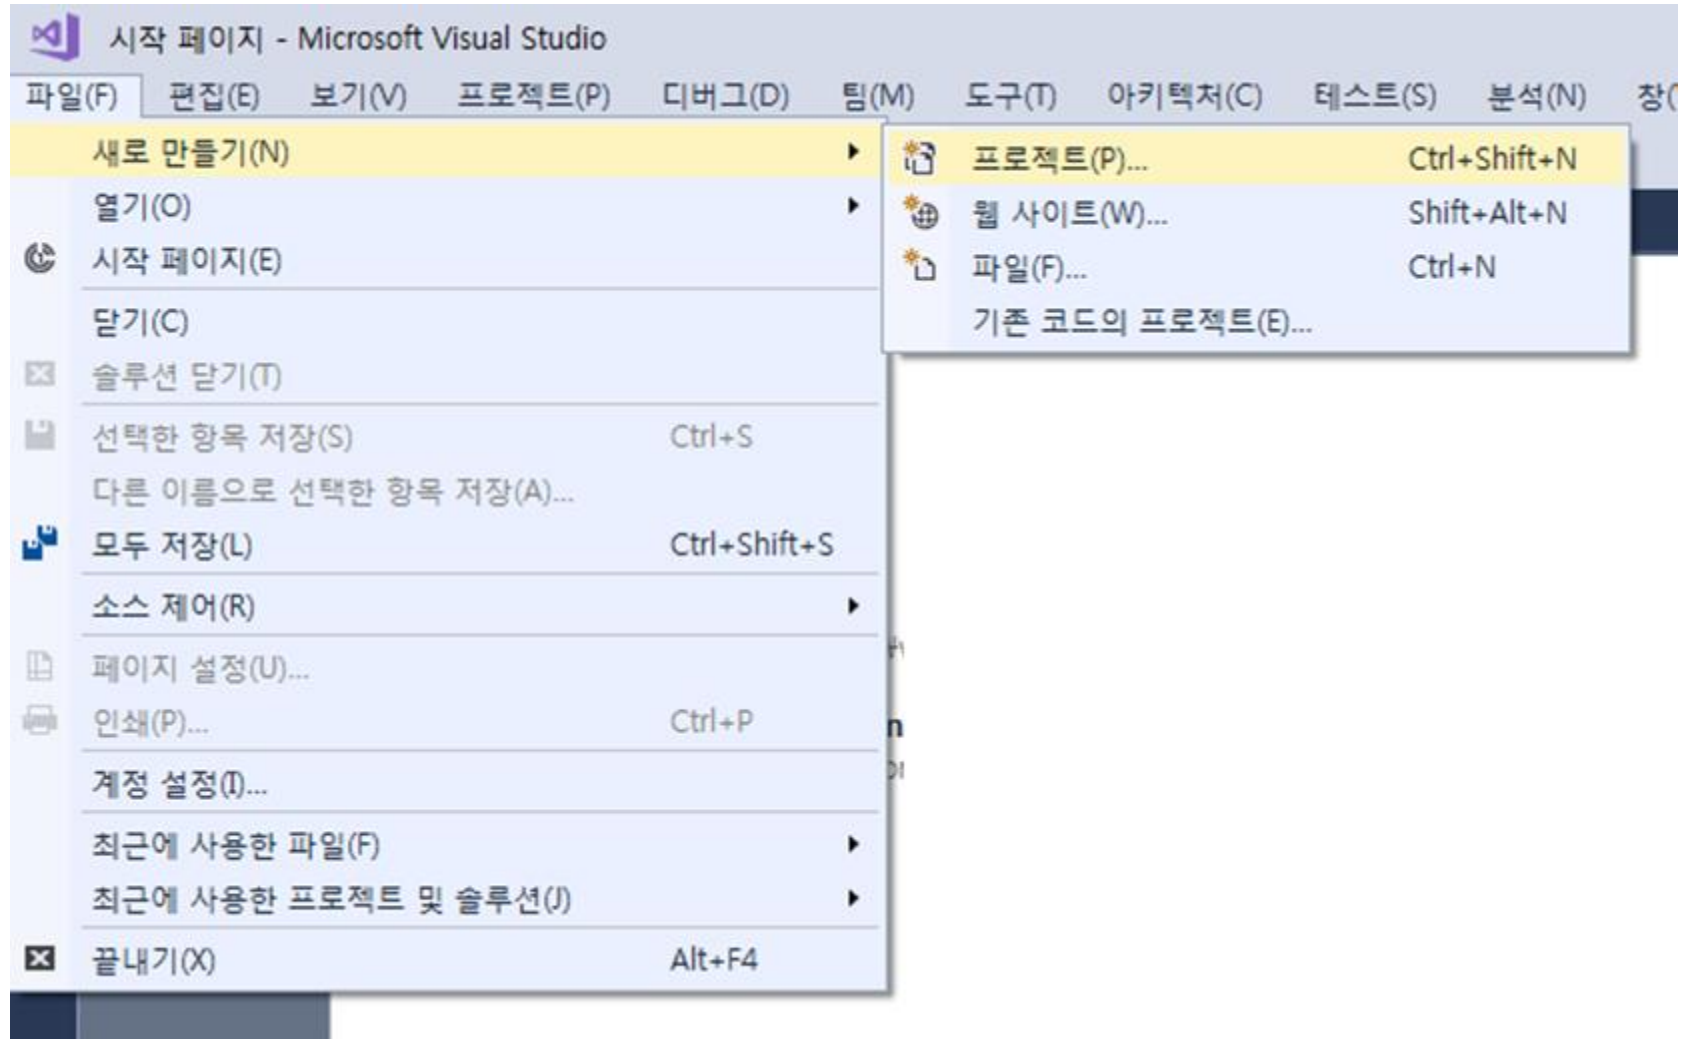 시작 페이지 - Microsoft Visual Studio
파일(F) 편집(E) 보기(V) 프로젝트(P) 디버그(D) 팀(M) 도구(T) 아키텍처(C) 테스트(S) 분석(N) 창(
새로 만들기(N)
열기(O)
시작 페이지(E)
닫기(C)
솔루션 닫기(T)
선택한 항목 저장(S) Ctrl+S
다른 이름으로 선택한 항목 저장(A)...
모두 저장(L) Ctrl+Shift+S
소스 제어(R)
페이지 설정(U)...
인쇄(P)... Ctrl+P
계정 설정(I)...
최근에 사용한 파일(F)
최근에 사용한 프로젝트 및 솔루션(J)
끝내기(X) Alt+F4
프로젝트(P)... Ctrl+Shift+N
웹 사이트(W)... Shift+Alt+N
파일(F)... Ctrl+N
기존 코드의 프로젝트(E)...